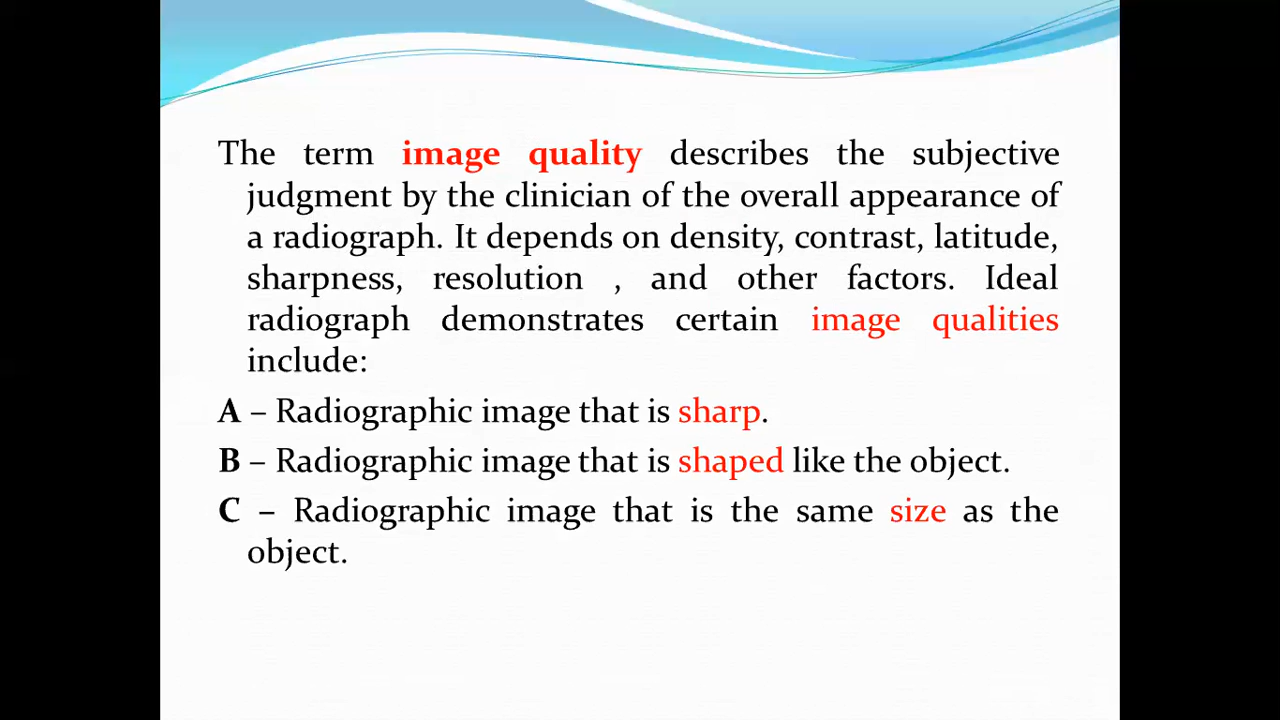 The term image quality describes the subjective
judgment by the clinician of the overall appearance of
a radiograph. It depends on density, contrast, latitude,
sharpness, resolution , and other factors. Ideal
radiograph demonstrates certain image qualities
include:
A – Radiographic image that is sharp.
B – Radiographic image that is shaped like the object.
C – Radiographic image that is the same size as the
object.